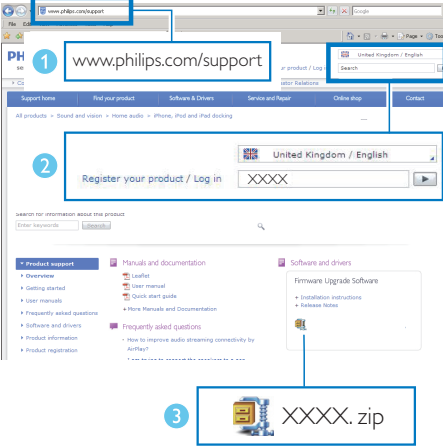 www.philips.com/support
Google
File
Page
1
www.philips.com/support
United Kingdom / English
Search
Support home
Find your product
Software & Drivers
Service and Repair
Online shop
Contact
All products > Sound and vision > Home audio > iPhone, iPod and iPad docking
2
United Kingdom / English
Register your product / Log in
XXXX
Search for information about this product
Enter keywords
Search
Product support
Overview
Getting started
User manuals
Frequently asked questions
Software and drivers
Product information
Product registration
Manuals and documentation
Leaflet
User manual
Quick start guide
+ More Manuals and Documentation
Frequently asked questions
- How to improve audio streaming connectivity by
AirPlay?
Software and drivers
Firmware Upgrade Software
+ Installation instructions
+ Release Notes
3
XXXX.zip